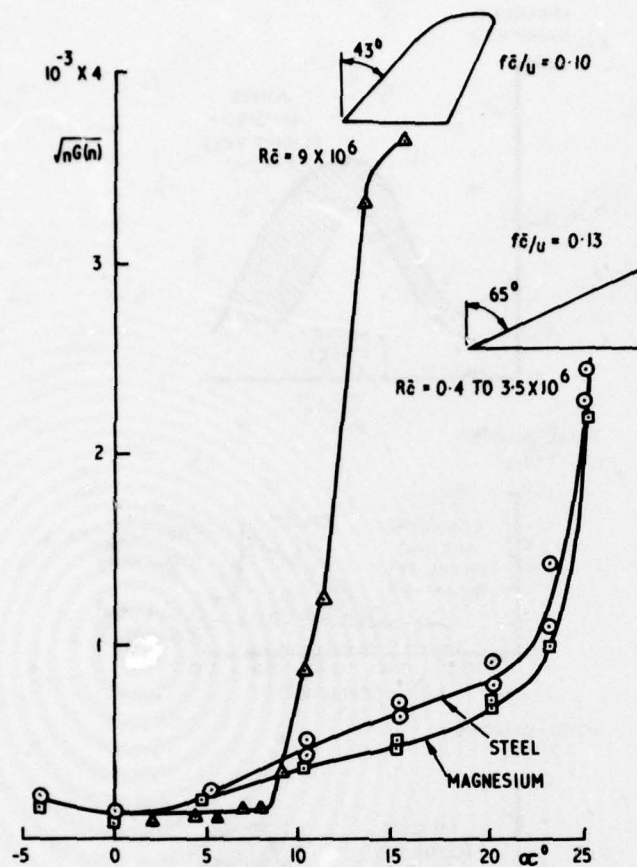 43°
10⁻³ × 4
fc̄/u = 0·10
√nG(n)
Rc̄ = 9 × 10⁶
3
fc̄/u = 0·13
65°
Rc̄ = 0·4 TO 3·5 × 10⁶
2
1
STEEL
MAGNESIUM
-5 0 5 10 15 20 25
α°